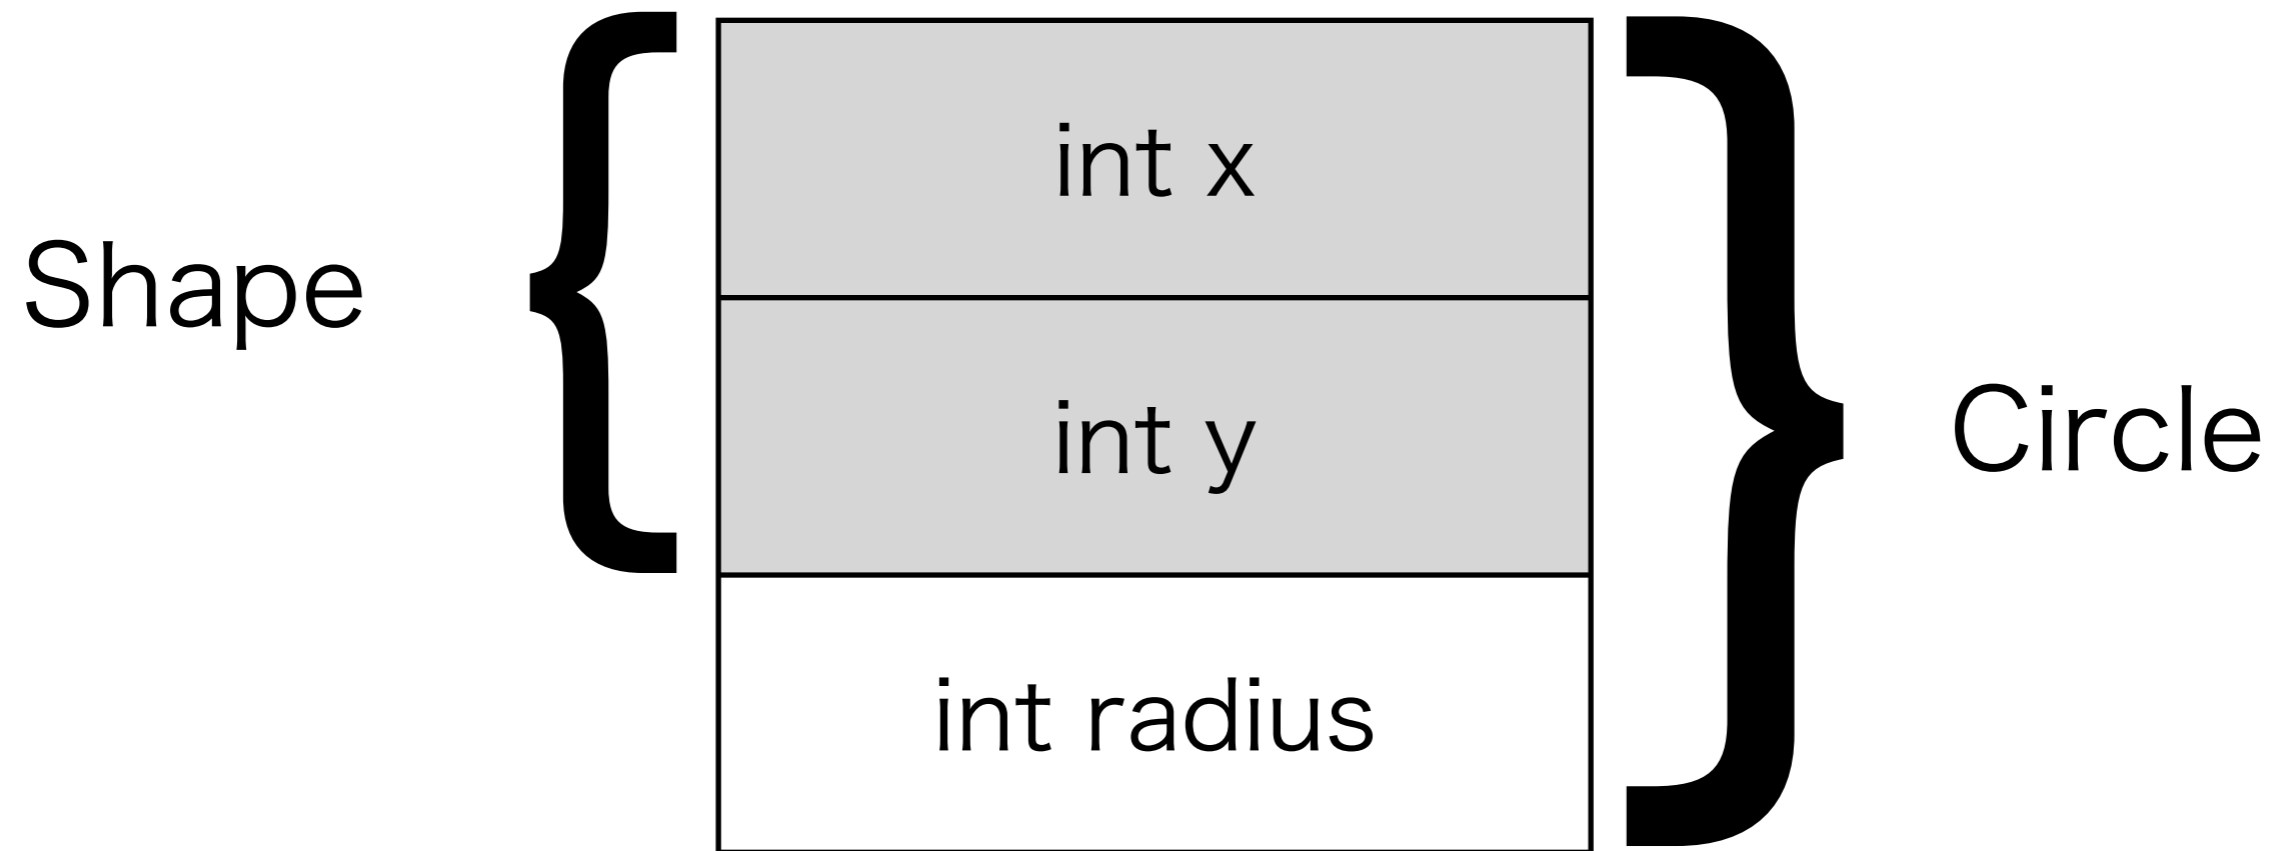 int x
Shape
int y
Circle
int radius